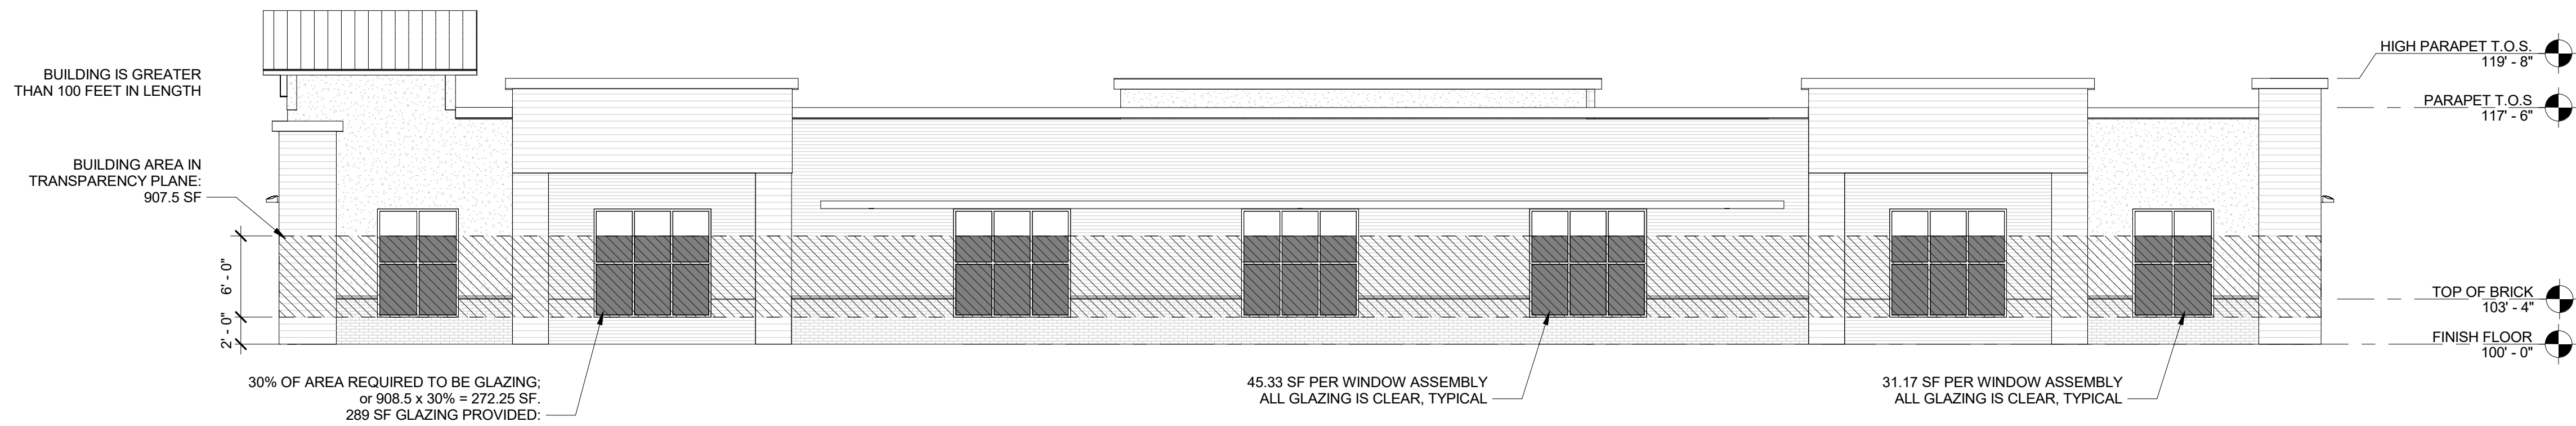 BUILDING IS GREATER
THAN 100 FEET IN LENGTH
BUILDING AREA IN
TRANSPARENCY PLANE:
907.5 SF
6' - 0"
2' - 0"
30% OF AREA REQUIRED TO BE GLAZING;
or 908.5 x 30% = 272.25 SF.
289 SF GLAZING PROVIDED:
45.33 SF PER WINDOW ASSEMBLY
ALL GLAZING IS CLEAR, TYPICAL
31.17 SF PER WINDOW ASSEMBLY
ALL GLAZING IS CLEAR, TYPICAL
HIGH PARAPET T.O.S.
119' - 8"
PARAPET T.O.S
117' - 6"
TOP OF BRICK
103' - 4"
FINISH FLOOR
100' - 0"